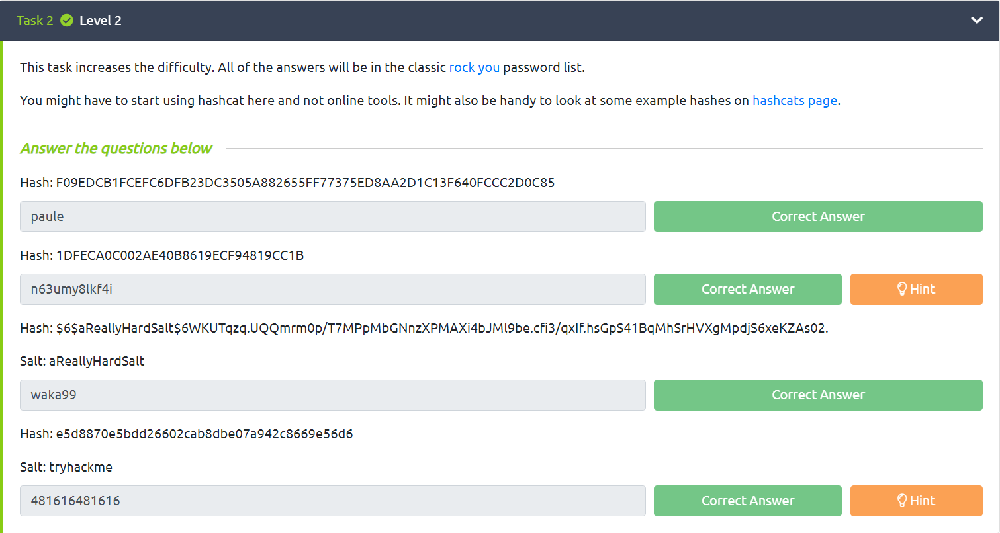 Task 2 Level 2
This task increases the difficulty. All of the answers will be in the classic rock you password list.
You might have to start using hashcat here and not online tools. It might also be handy to look at some example hashes on hashcats page.
Answer the questions below
Hash: F09EDCB1FCEFC6DFB23DC3505A882655FF77375ED8AA2D1C13F640FCCC2D0C85
paule Correct Answer
Hash: 1DFECA0C002AE40B8619ECF94819CC1B
n63umy8lkf4i Correct Answer Hint
Hash: $6$aReallyHardSalt$6WKUTqzq.UQQmrm0p/T7MPpMbGNnzXPMAXi4bJMl9be.cfi3/qxIf.hsGpS41BqMhSrHVXgMpdjS6xeKZAs02.
Salt: aReallyHardSalt
waka99 Correct Answer
Hash: e5d8870e5bdd26602cab8dbe07a942c8669e56d6
Salt: tryhackme
481616481616 Correct Answer Hint